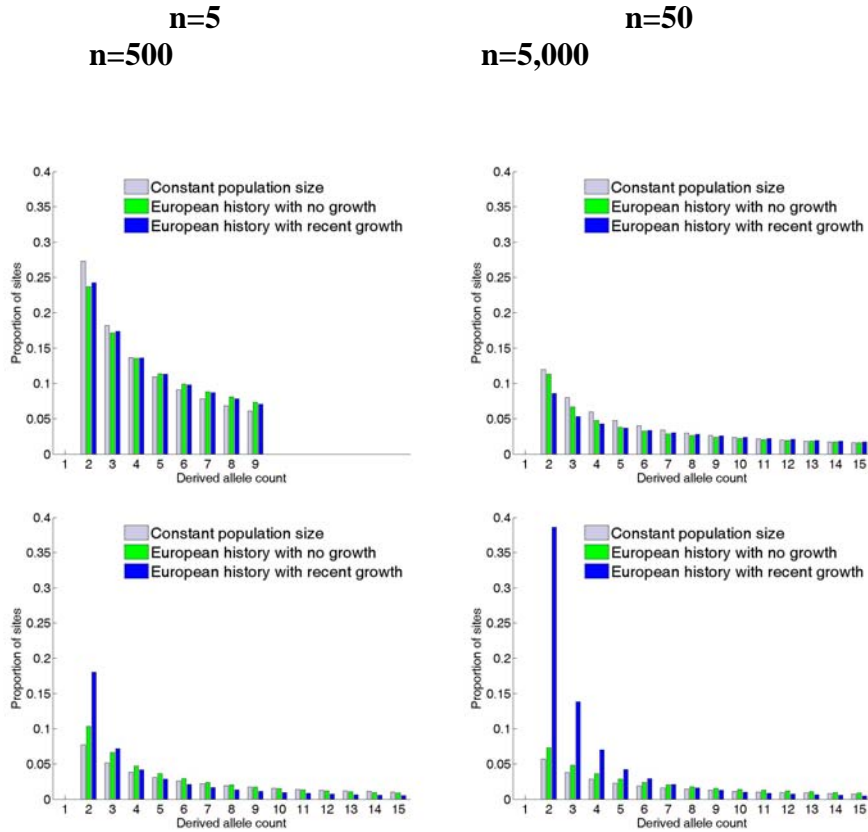 n=5 n=50
n=500 n=5,000
0.4
Constant population size
0.35
European history with no growth
0.3
European history with recent growth
0.25
0.2
0.15
0.1
0.05
0
Proportion of sites
1 2 3 4 5 6 7 8 9
Derived allele count
0.4
Constant population size
0.35
European history with no growth
0.3
European history with recent growth
0.25
0.2
0.15
0.1
0.05
0
Proportion of sites
1 2 3 4 5 6 7 8 9 10 11 12 13 14 15
Derived allele count
0.4
Constant population size
0.35
European history with no growth
0.3
European history with recent growth
0.25
0.2
0.15
0.1
0.05
0
Proportion of sites
1 2 3 4 5 6 7 8 9 10 11 12 13 14 15
Derived allele count
0.4
Constant population size
0.35
European history with no growth
0.3
European history with recent growth
0.25
0.2
0.15
0.1
0.05
0
Proportion of sites
1 2 3 4 5 6 7 8 9 10 11 12 13 14 15
Derived allele count